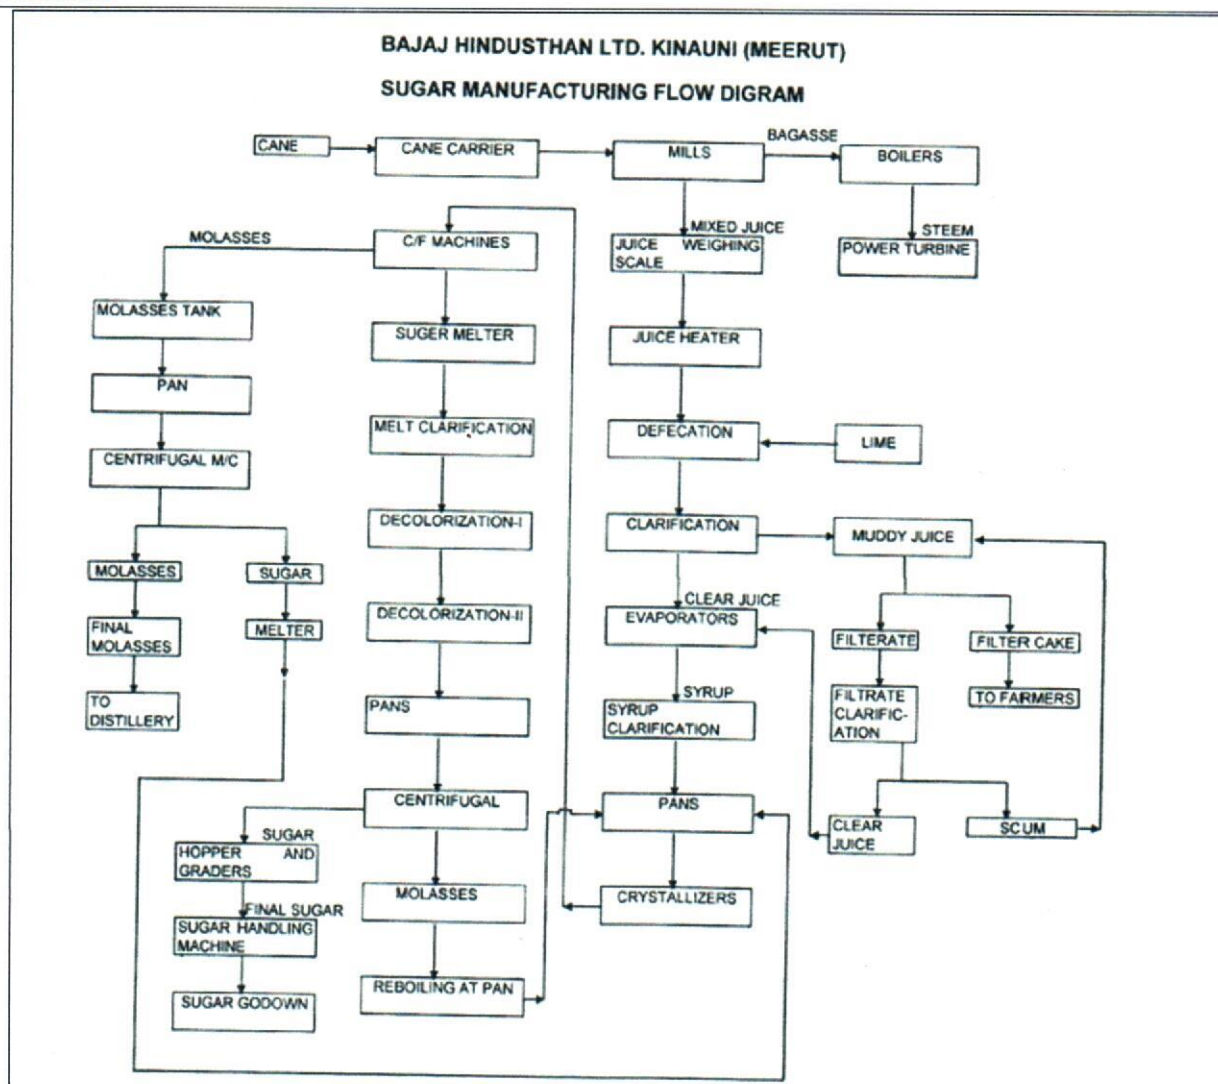 BAJAJ HINDUSTHAN LTD. KINAUNI (MEERUT)
SUGAR MANUFACTURING FLOW DIGRAM
CANE
CANE CARRIER
MILLS
BAGASSE
BOILERS
MOLASSES
C/F MACHINES
MIXED JUICE
JUICE WEIGHING
SCALE
STEEM
POWER TURBINE
MOLASSES TANK
SUGER MELTER
JUICE HEATER
PAN
MELT CLARIFICATION
DEFECATION
LIME
CENTRIFUGAL M/C
DECOLORIZATION-I
CLARIFICATION
MUDDY JUICE
MOLASSES
SUGAR
CLEAR JUICE
DECOLORIZATION-II
EVAPORATORS
FINAL
MOLASSES
MELTER
FILTERATE
FILTER CAKE
TO
DISTILLERY
PANS
SYRUP
SYRUP
CLARIFICATION
FILTRATE
CLARIFIC-
ATION
TO FAIRMERS
CENTRIFUGAL
PANS
SUGAR
HOPPER AND
GRADERS
CLEAR
JUICE
SCUM
MOLASSES
CRYSTALLIZERS
FINAL SUGAR
SUGAR HANDLING
MACHINE
REBOILING AT PAN
SUGAR GODOWN